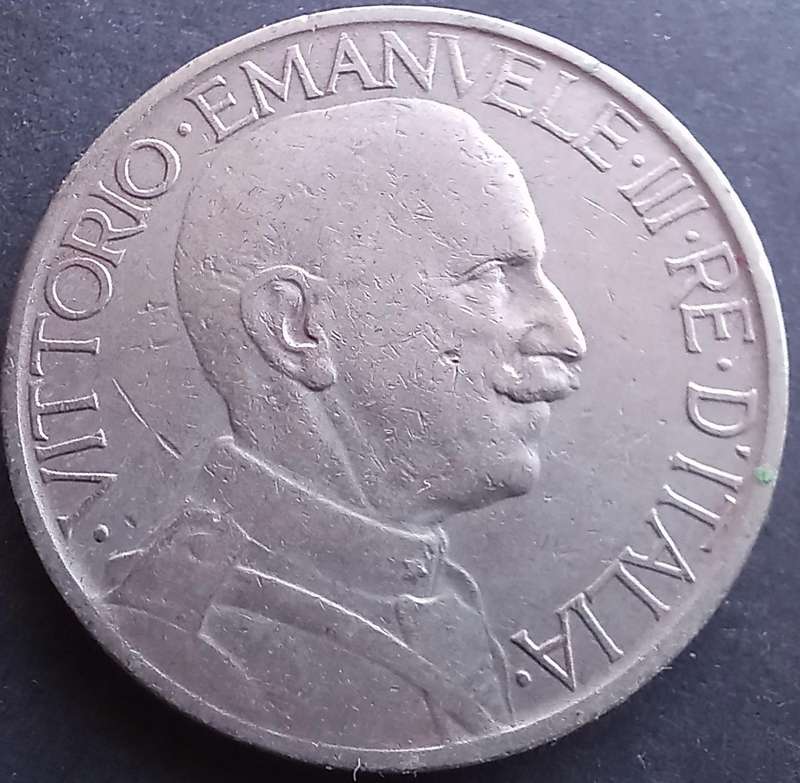 · VITTORIO · EMANVELE · III · RE · D'ITALIA ·